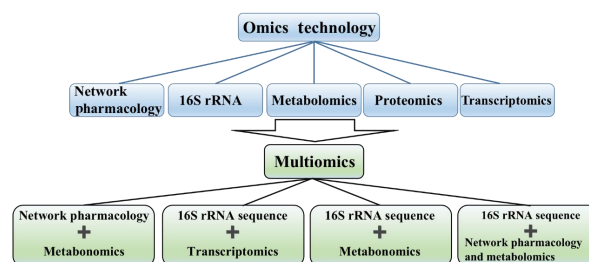 Omics technology
Network pharmacology
16S rRNA
Metabolomics
Proteomics
Transcriptomics
Multiomics
Network pharmacology
+
Metabonomics
16S rRNA sequence
+
Transcriptomics
16S rRNA sequence
+
Metabonomics
16S rRNA sequence
+
Network pharmacology
and metabolomics